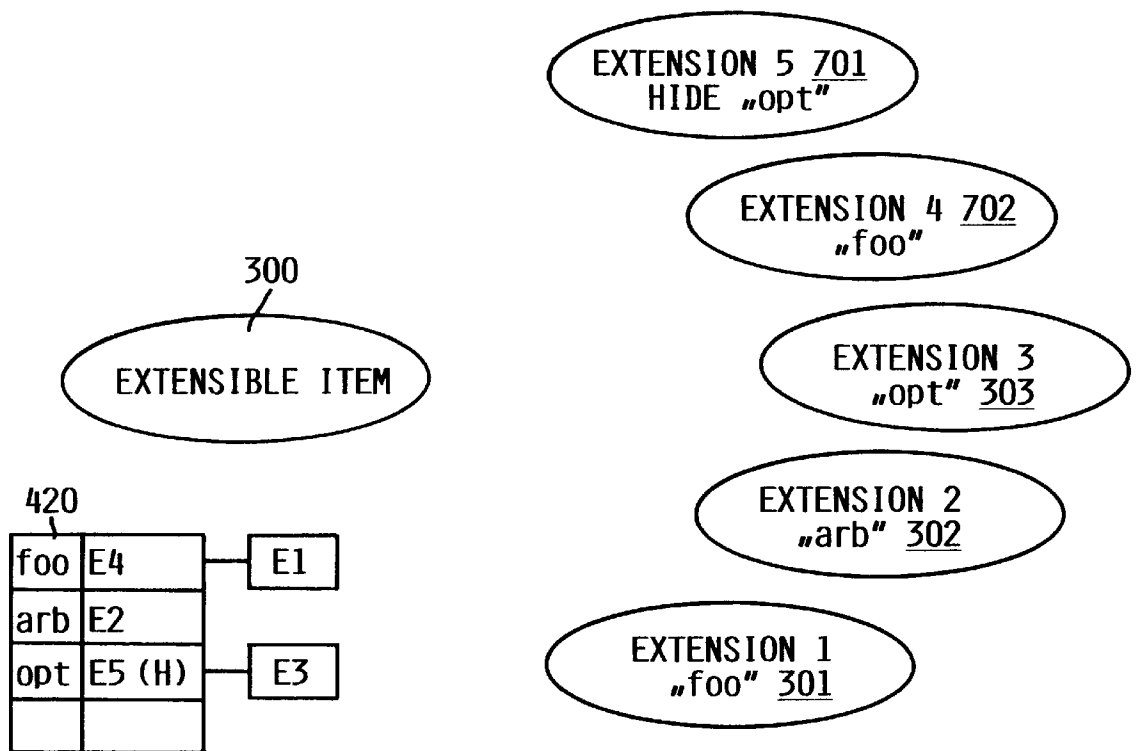 EXTENSION 5 701
HIDE „opt"
EXTENSION 4 702
„foo"
300
EXTENSIBLE ITEM
EXTENSION 3
„opt" 303
EXTENSION 2
„arb" 302
EXTENSION 1
„foo" 301
420
foo E4 E1
arb E2
opt E5 (H) E3